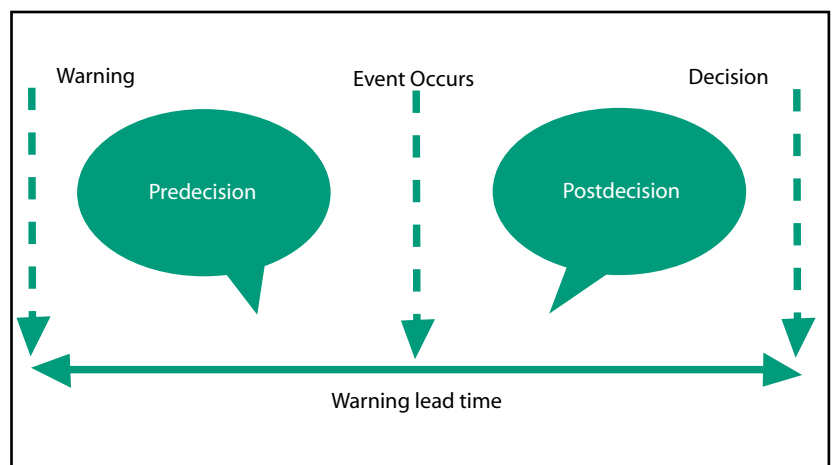 Warning
Event Occurs
Decision
Predecision
Postdecision
Warning lead time